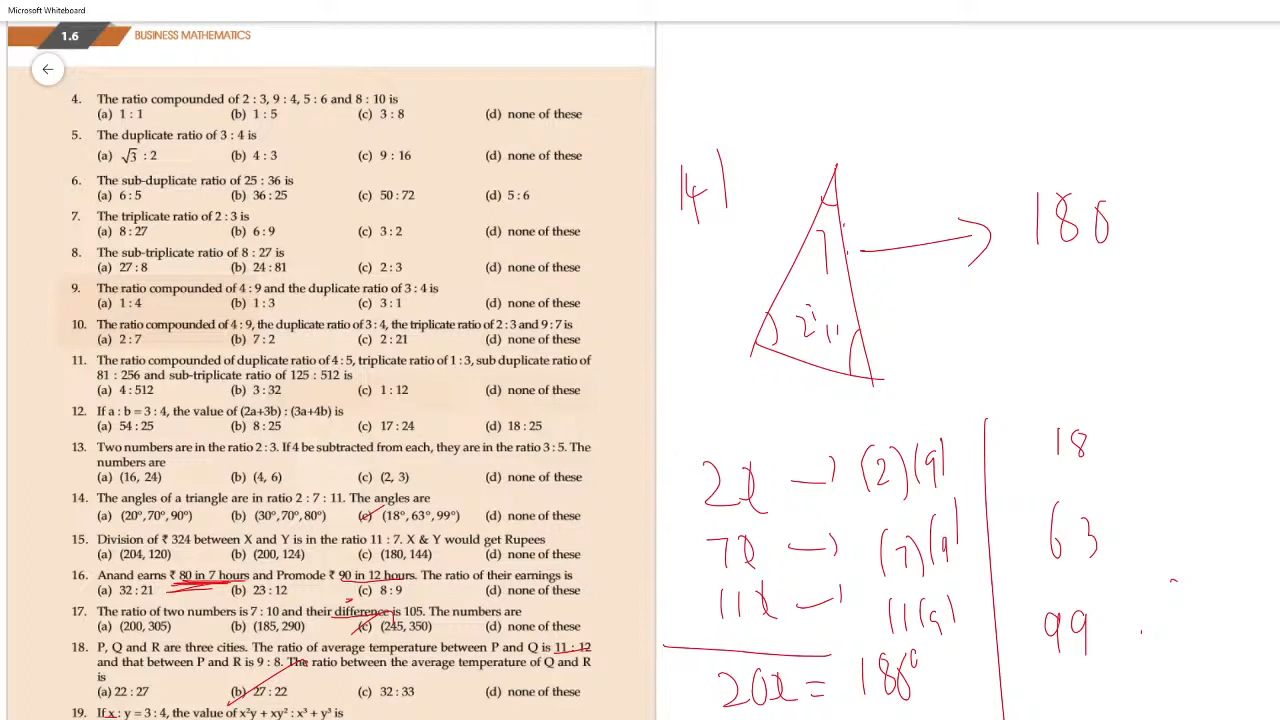 Microsoft Whiteboard
1.6 BUSINESS MATHEMATICS
4. The ratio compounded of 2 : 3, 9 : 4, 5 : 6 and 8 : 10 is
(a) 1 : 1 (b) 1 : 5 (c) 3 : 8 (d) none of these
5. The duplicate ratio of 3 : 4 is
(a) √3 : 2 (b) 4 : 3 (c) 9 : 16 (d) none of these
6. The sub-duplicate ratio of 25 : 36 is
(a) 6 : 5 (b) 36 : 25 (c) 50 : 72 (d) 5 : 6
7. The triplicate ratio of 2 : 3 is
(a) 8 : 27 (b) 6 : 9 (c) 3 : 2 (d) none of these
8. The sub-triplicate ratio of 8 : 27 is
(a) 27 : 8 (b) 24 : 81 (c) 2 : 3 (d) none of these
9. The ratio compounded of 4 : 9 and the duplicate ratio of 3 : 4 is
(a) 1 : 4 (b) 1 : 3 (c) 3 : 1 (d) none of these
10. The ratio compounded of 4 : 9, the duplicate ratio of 3 : 4, the triplicate ratio of 2 : 3 and 9 : 7 is
(a) 2 : 7 (b) 7 : 2 (c) 2 : 21 (d) none of these
11. The ratio compounded of duplicate ratio of 4 : 5, triplicate ratio of 1 : 3, sub duplicate ratio of
81 : 256 and sub-triplicate ratio of 125 : 512 is
(a) 4 : 512 (b) 3 : 32 (c) 1 : 12 (d) none of these
12. If a : b = 3 : 4, the value of (2a+3b) : (3a+4b) is
(a) 54 : 25 (b) 8 : 25 (c) 17 : 24 (d) 18 : 25
13. Two numbers are in the ratio 2 : 3. If 4 be subtracted from each, they are in the ratio 3 : 5. The
numbers are
(a) (16, 24) (b) (4, 6) (c) (2, 3) (d) none of these
14. The angles of a triangle are in ratio 2 : 7 : 11. The angles are
(a) (20°, 70°, 90°) (b) (30°, 70°, 80°) (c) (18°, 63°, 99°) (d) none of these
15. Division of ₹ 324 between X and Y is in the ratio 11 : 7. X & Y would get Rupees
(a) (204, 120) (b) (200, 124) (c) (180, 144) (d) none of these
16. Anand earns ₹ 80 in 7 hours and Promode ₹ 90 in 12 hours. The ratio of their earnings is
(a) 32 : 21 (b) 23 : 12 (c) 8 : 9 (d) none of these
17. The ratio of two numbers is 7 : 10 and their difference is 105. The numbers are
(a) (200, 305) (b) (185, 290) (c) (245, 350) (d) none of these
18. P, Q and R are three cities. The ratio of average temperature between P and Q is 11 : 12
and that between P and R is 9 : 8. The ratio between the average temperature of Q and R
is
(a) 22 : 27 (b) 27 : 22 (c) 32 : 33 (d) none of these
19. If x : y = 3 : 4, the value of x²y + xy² : x³ + y³ is
14)
180
7
2 11
2x → (2)(9) 18
7x → (7)(9) 63
11x → 11(9) 99
20x = 180°